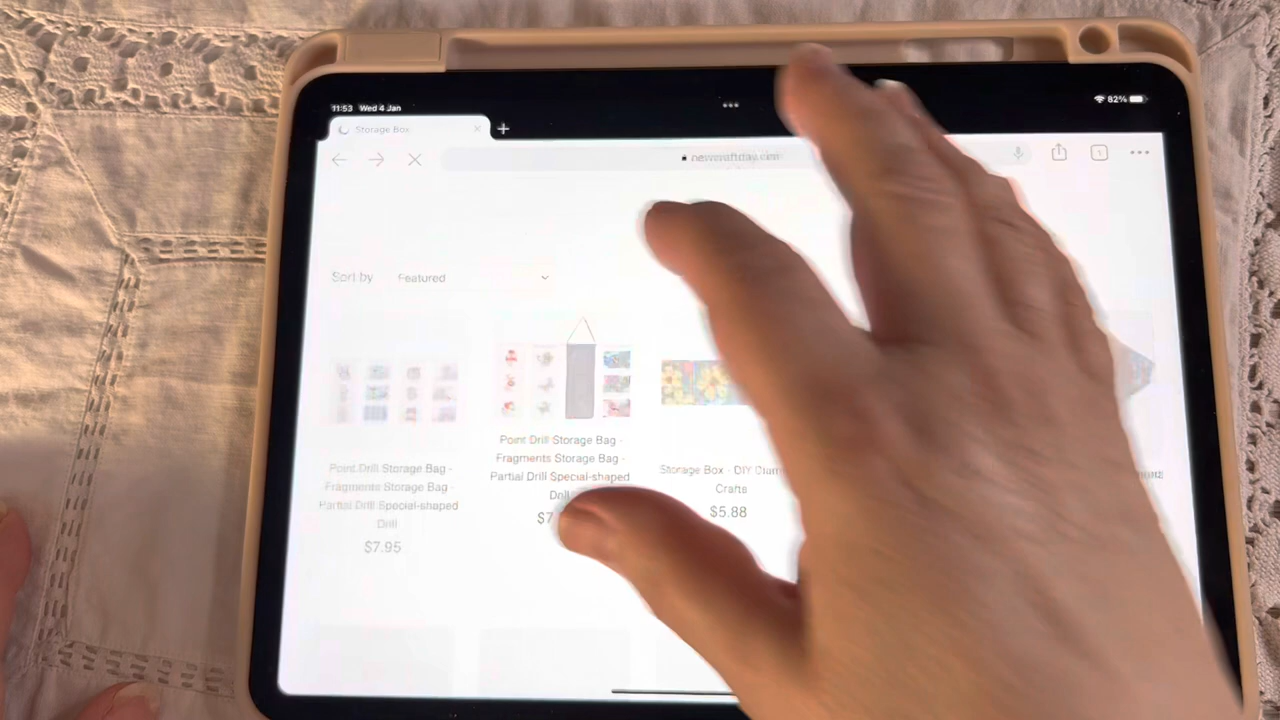 11:53 Wed 4 Jan
82%
Storage Box
newcraftday.com
Sort by Featured
Point Drill Storage Bag -
Fragments Storage Bag -
Partial Drill Special-shaped
Drill
$7.95
Point Drill Storage Bag -
Fragments Storage Bag -
Partial Drill Special-shaped
$7
Storage Box - DIY
Crafts
$5.88